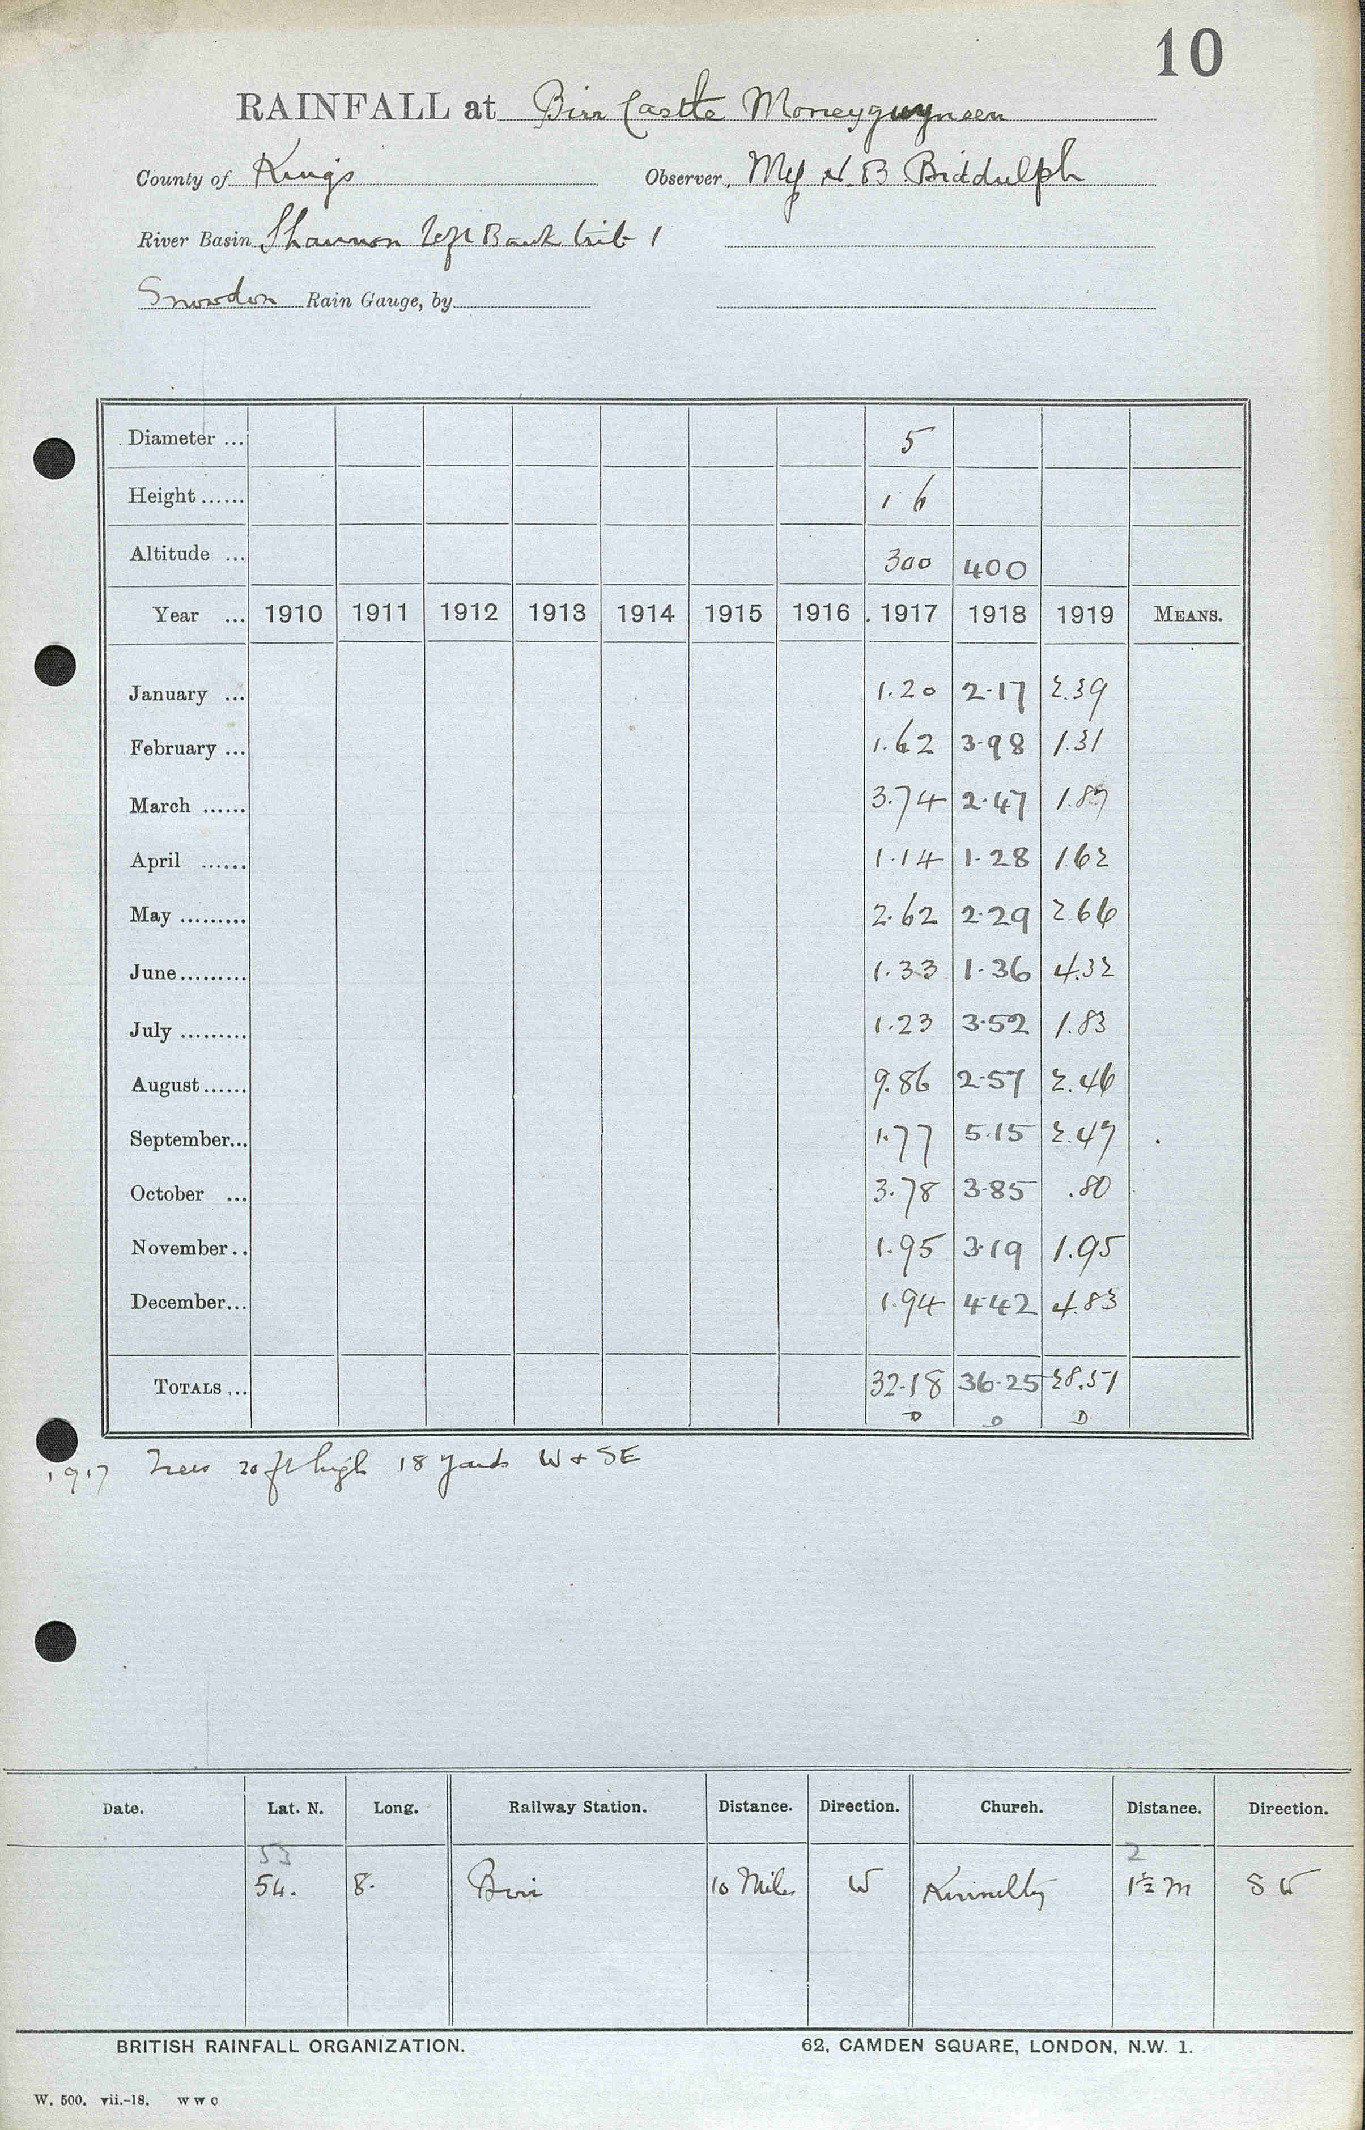 10
RAINFALL at Birr Castle Moneyguyneen
County of Kings Observer, N. B. Biddulph
River Basin Shannon Left Bank trib 1
Snowdon Rain Gauge, by
Diameter ... 5
Height ...... 1 6
Altitude ... 300 400
Year ... 1910 1911 1912 1913 1914 1915 1916 1917 1918 1919 MEANS.
January ... 1.20 2.17 2.39
February ... 1.62 3.98 1.31
March ...... 3.74 2.47 1.87
April ...... 1.14 1.28 1.62
May ......... 2.62 2.29 2 66
June ......... 1.33 1.36 4.32
July ......... 1.23 3.52 1.83
August ...... 9.86 2.57 2.46
September... 1.77 5.15 2.47
October ... 3.78 3.85 .80
November .. 1.95 3.19 1.95
December... 1.94 4.42 4.83
TOTALS ... 32.18 36.25 28.51
D D D
1917 Trees 20 ft high 18 yards W & SE
Date. Lat. N. Long. Railway Station. Distance. Direction. Church. Distance. Direction.
53 2
54. 8. Birr 10 Miles W Kinnitty 1½ m S W
BRITISH RAINFALL ORGANIZATION. 62, CAMDEN SQUARE, LONDON, N.W. 1.
W. 500. vii.-18. W W C